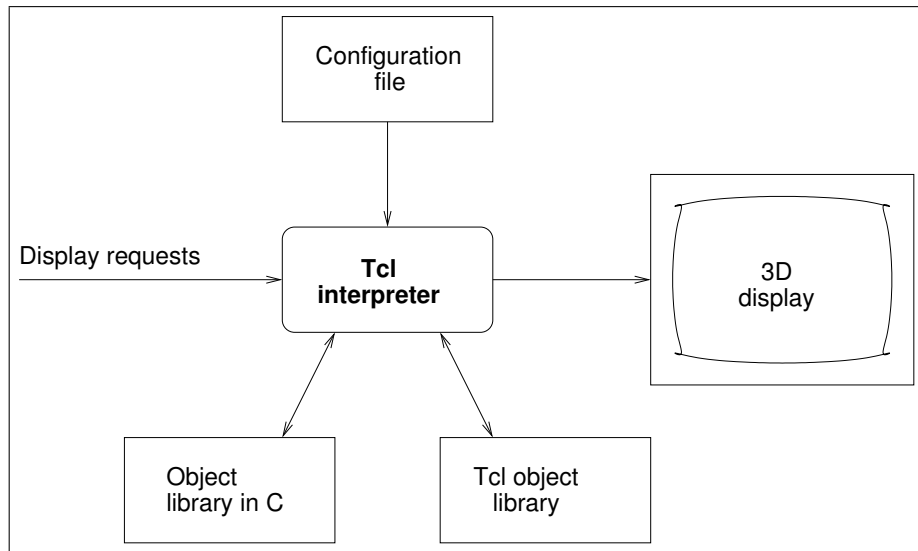 Configuration
file
Display requests
Tcl
interpreter
3D
display
Object
library in C
Tcl object
library